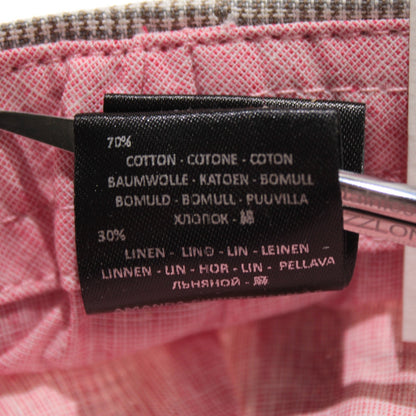 70%
COTTON - COTONE - COTON
BAUMWOLLE - KATOEN - BOMULL
BOMULD - BOMULL - PUUVILLA
ХЛОПОК - 綿
30%
LINEN - LINO - LIN - LEINEN
LINNEN - LIN - HOR - LIN - PELLAVA
ЛЬНЯНОЙ - 麻